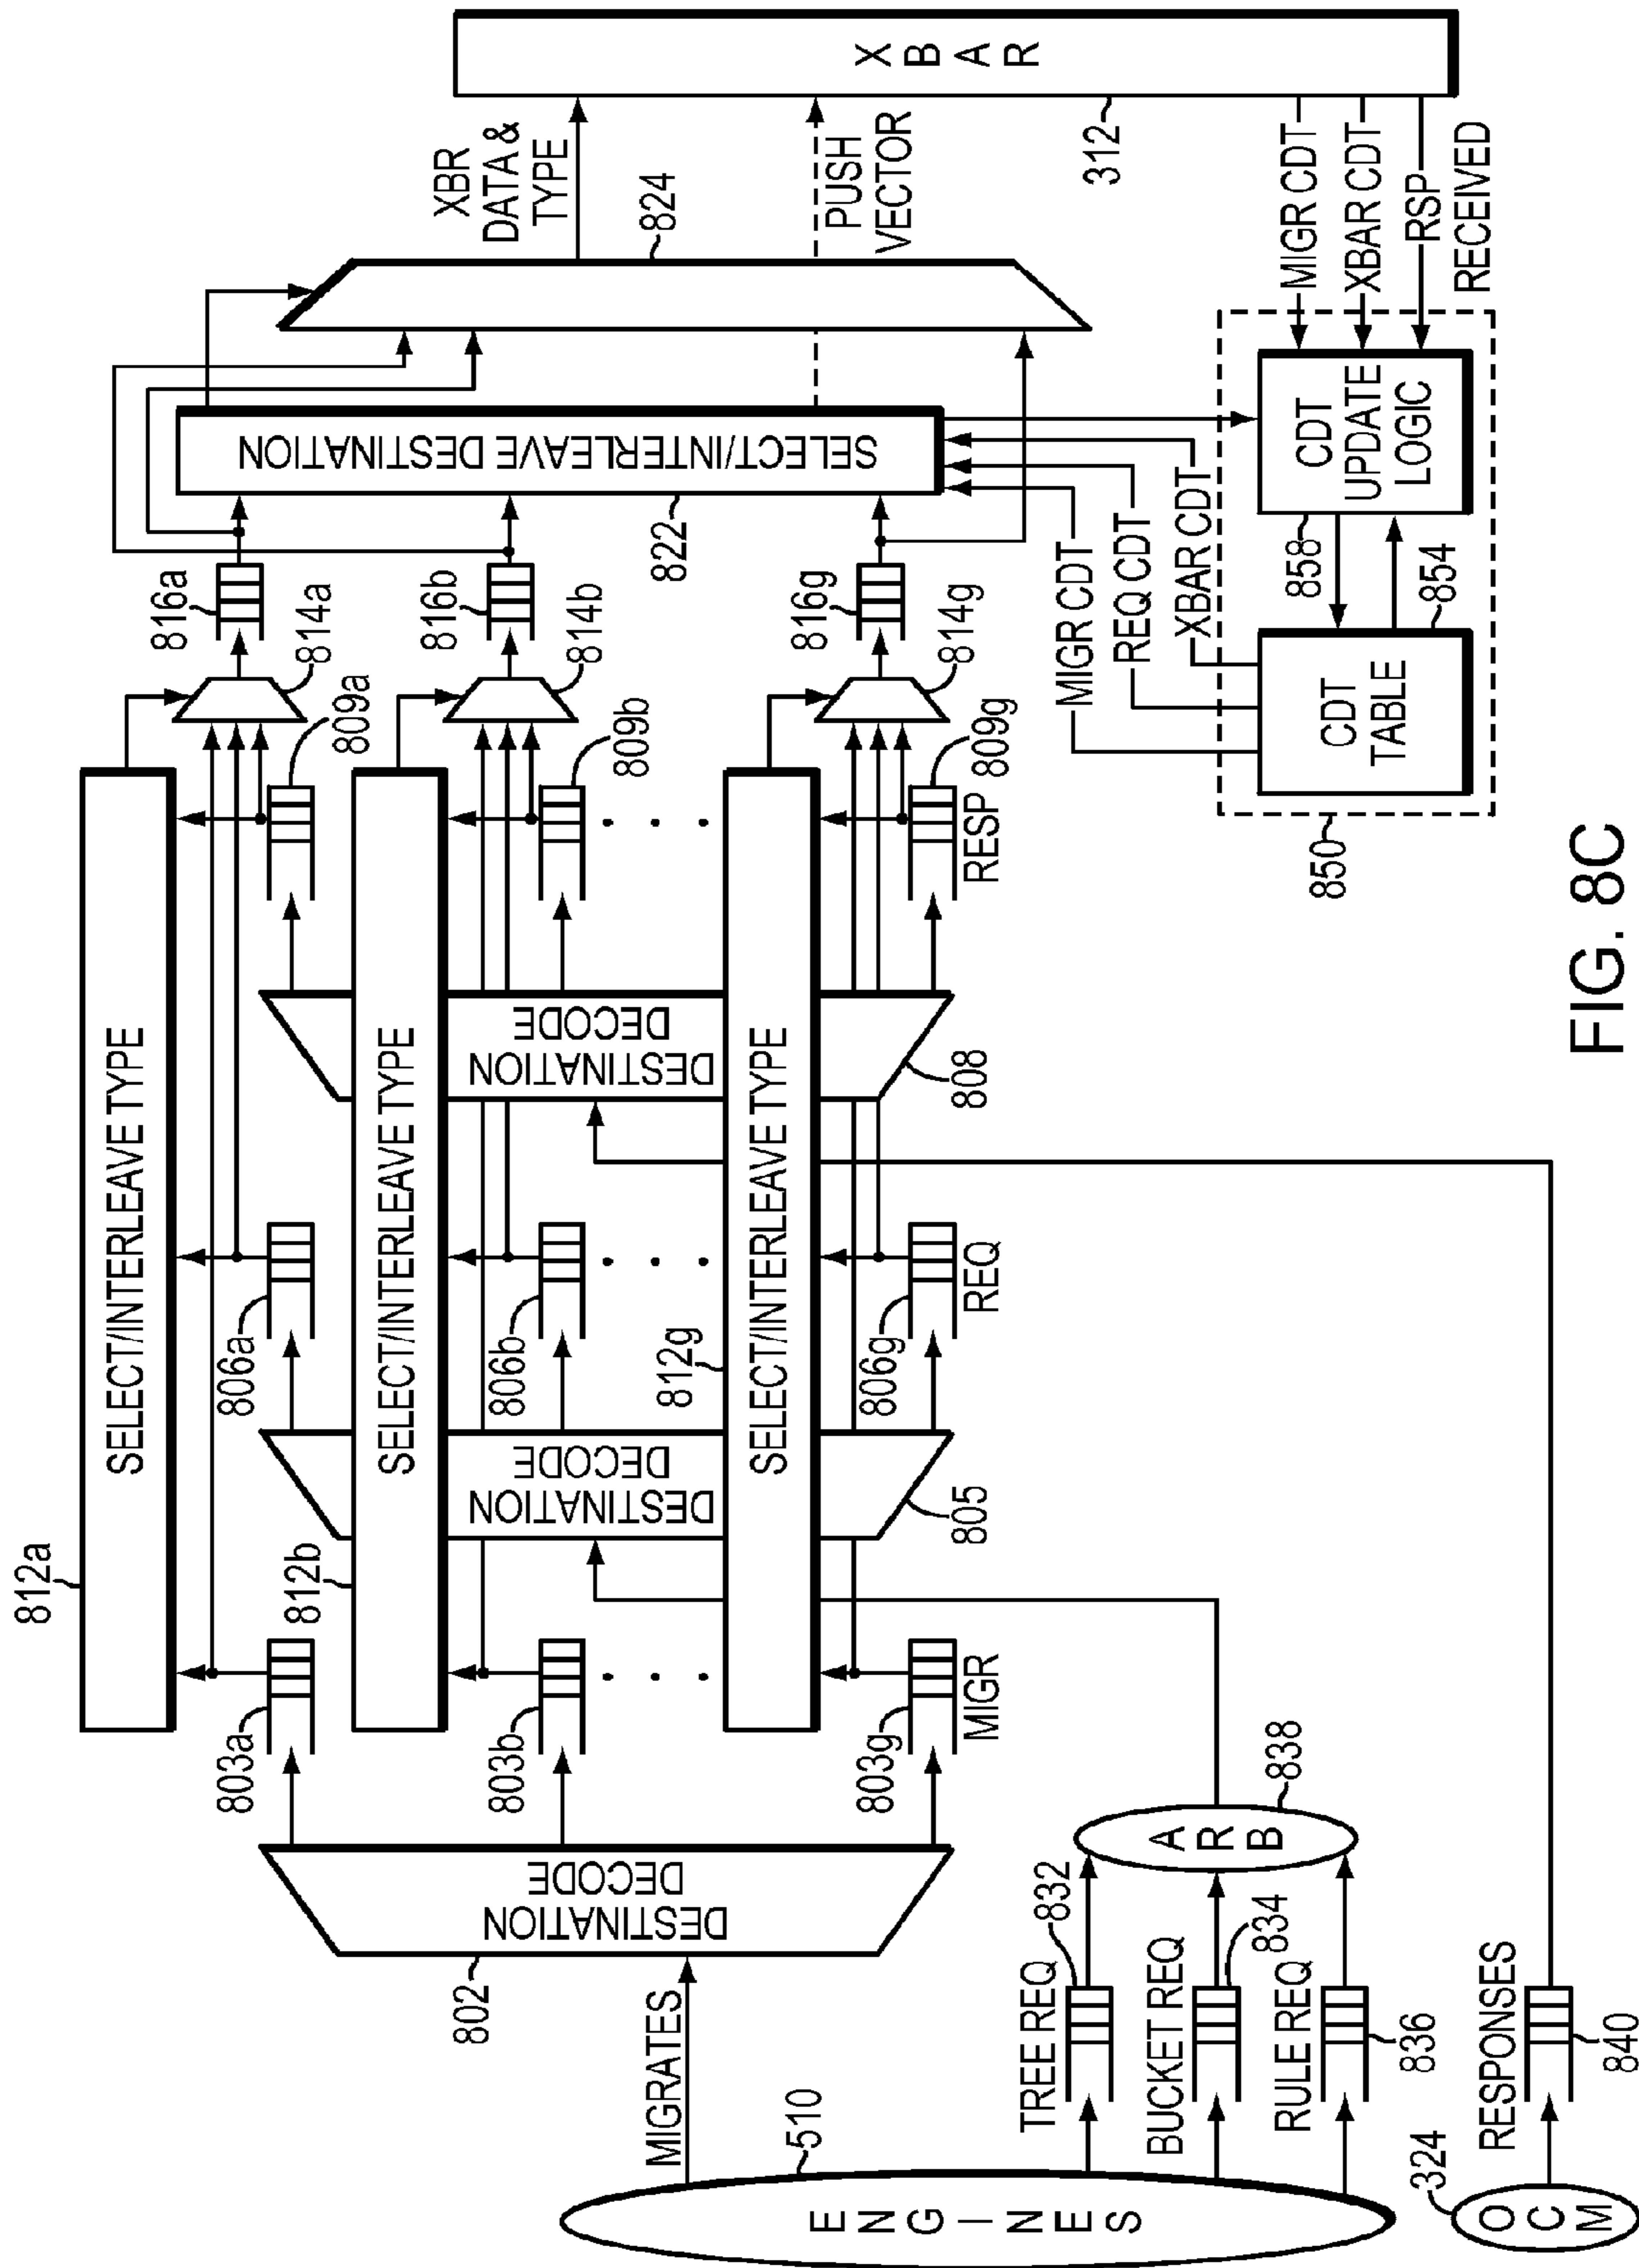 812a
SELECT/INTERLEAVE TYPE
803a
806a
809a
814a
816a
812b
SELECT/INTERLEAVE TYPE
803b
806b
809b
814b
816b
812g
SELECT/INTERLEAVE TYPE
803g
806g
809g
814g
816g
MIGR
REQ
RESP
802
DESTINATION
DECODE
805
DESTINATION
DECODE
808
DESTINATION
DECODE
822
SELECT/INTERLEAVE DESTINATION
824
XBR
DATA &
TYPE
PUSH
VECTOR
XBAR
312
MIGR CDT
XBAR CDT
RSP
RECEIVED
MIGR CDT
REQ CDT
XBAR CDT
CDT
TABLE
854
CDT
UPDATE
LOGIC
858
850
ENGINES
510
MIGRATES
TREE REQ
832
BUCKET REQ
834
RULE REQ
836
ARB
838
OCM
324
RESPONSES
840
FIG. 8C